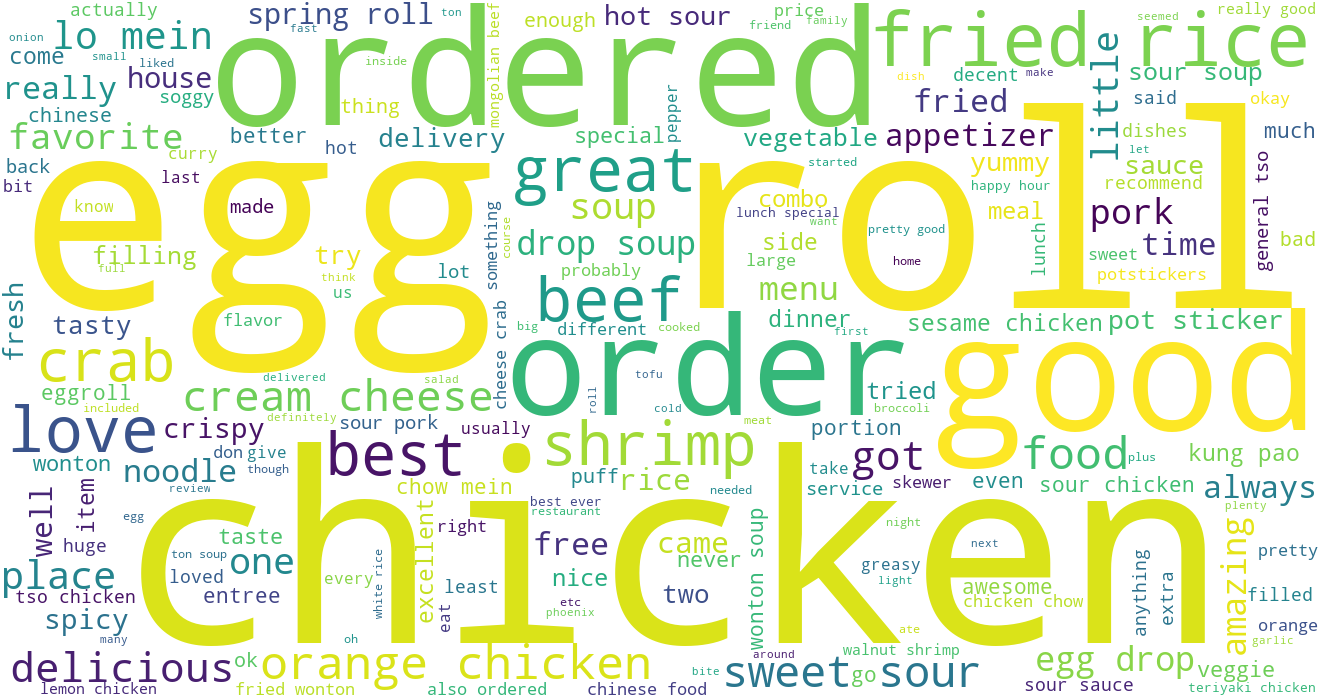 actually
spring roll
ton
ordered
mongolian beef
enough
hot sour
price
friend
family
fried rice
seemed
really good
onion
lo mein
fast
come
small
liked
inside
little
really
house
soggy
thing
pepper
dish
decent
make
sour soup
chinese
fried
said
okay
favorite
better
delivery
special
vegetable
appetizer
dishes
much
back
curry
hot
great
started
yummy
let
sauce
bit
last
egg
roll
happy hour
recommend
know
made
soup
combo
lunch special
want
pretty good
meal
pork
general tso
filling
full
try
think
lot
something
course
drop soup
side
home
lunch
sweet
time
bad
probably
large
potstickers
fresh
us
beef
menu
tasty
flavor
big
different
cooked
dinner
first
sesame chicken
pot sticker
crab
delivered
salad
cheese crab
order
tofu
good
eggroll
cream cheese
roll
tried
included
definitely
cold
broccoli
love
crispy
sour pork
usually
meat
portion
wonton
noodle
don
give
though
best
shrimp
got
food
plus
kung pao
well
item
review
chow mein
puff
rice
needed
take
service
skewer
even
sour chicken
always
egg
chicken
excellent
best ever
restaurant
plenty
huge
taste
right
free
came
never
wonton soup
night
next
amazing
pretty
place
one
ton soup
loved
every
white rice
least
nice
greasy
light
awesome
anything
extra
filled
tso chicken
entree
eat
etc
phoenix
two
chicken chow
spicy
many
oh
ate
orange
garlic
delicious
ok
orange chicken
around
walnut shrimp
egg drop
veggie
lemon chicken
fried wonton
also ordered
chinese food
bite
sweet sour
go
sour sauce
teriyaki chicken